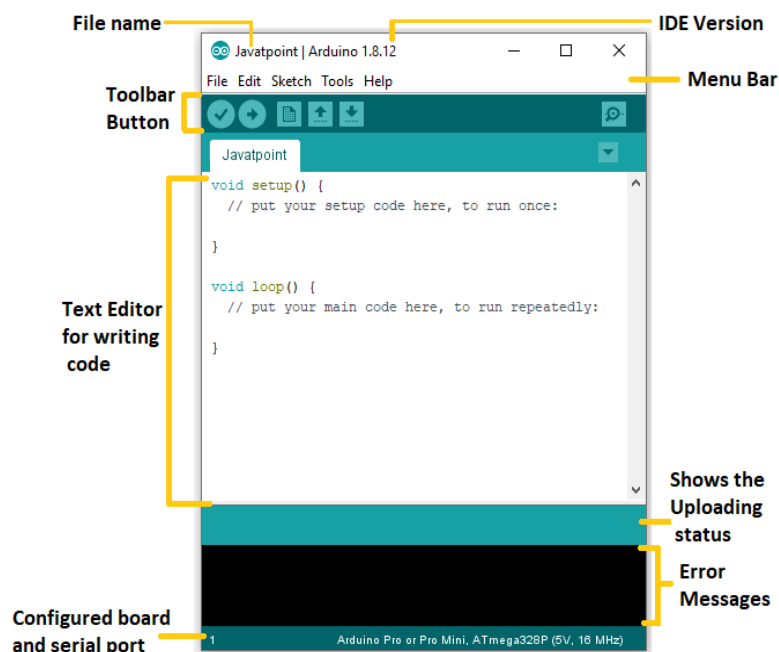 File name
IDE Version
Javatpoint | Arduino 1.8.12
File Edit Sketch Tools Help
Menu Bar
Toolbar
Button
Javatpoint
void setup() {
// put your setup code here, to run once:
}
void loop() {
// put your main code here, to run repeatedly:
}
Text Editor
for writing
code
Shows the
Uploading
status
Error
Messages
Configured board
and serial port
1
Arduino Pro or Pro Mini, ATmega328P (5V, 16 MHz)